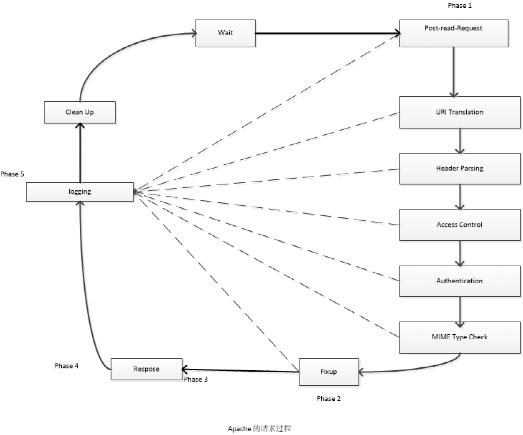 Phase 1
Wait
Post-read-Request
Clean Up
URI Translation
Header Parsing
Phase 5
logging
Access Control
Authentication
MIME Type Check
Phase 4
Respose
Phase 3
Fixup
Phase 2
Apache 的请求过程